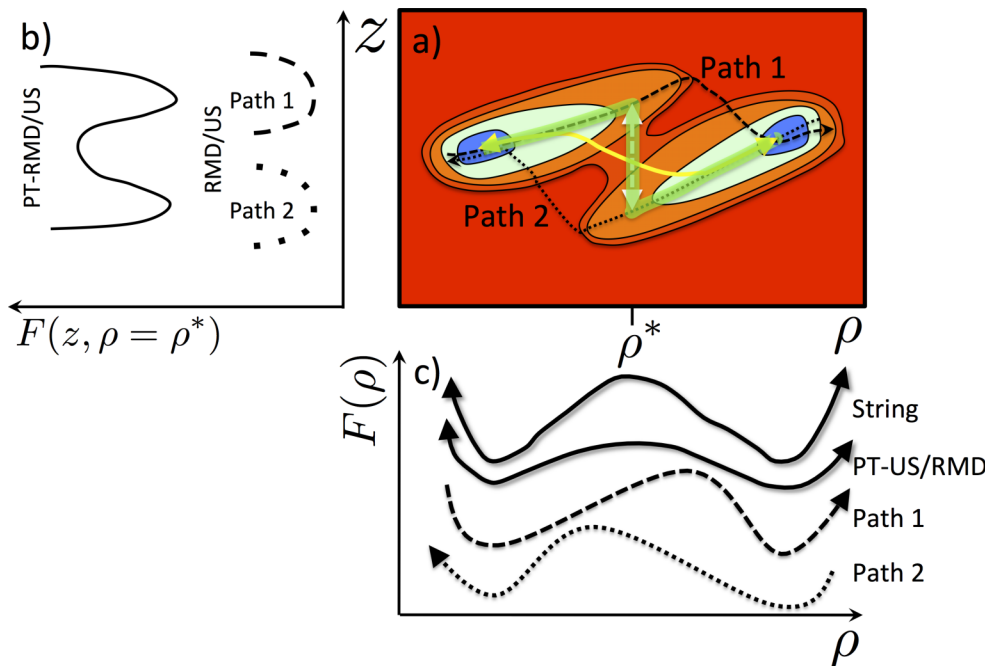 b)
z
a)
PT-RMD/US
RMD/US
Path 1
Path 2
Path 1
Path 2
F(z, ρ = ρ*)
ρ*
ρ
c)
F(ρ)
String
PT-US/RMD
Path 1
Path 2
ρ